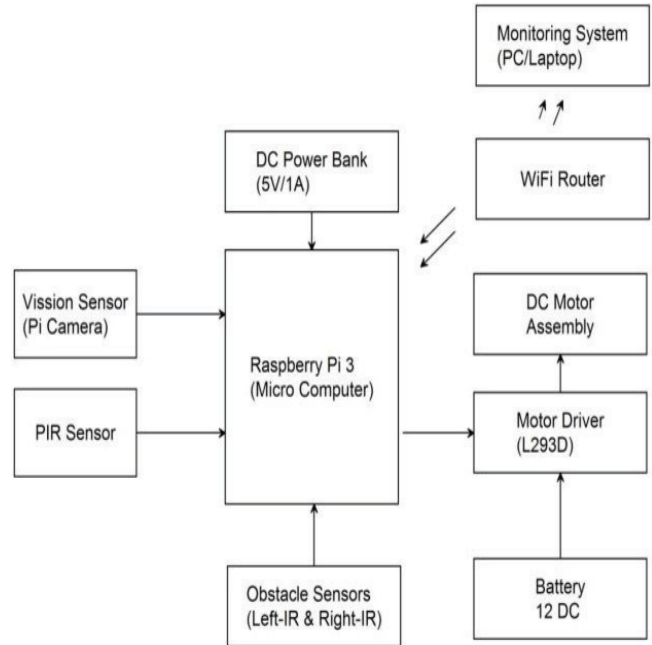 Monitoring System
(PC/Laptop)
DC Power Bank
(5V/1A)
WiFi Router
Vission Sensor
(Pi Camera)
DC Motor
Assembly
Raspberry Pi 3
(Micro Computer)
PIR Sensor
Motor Driver
(L293D)
Obstacle Sensors
(Left-IR & Right-IR)
Battery
12 DC